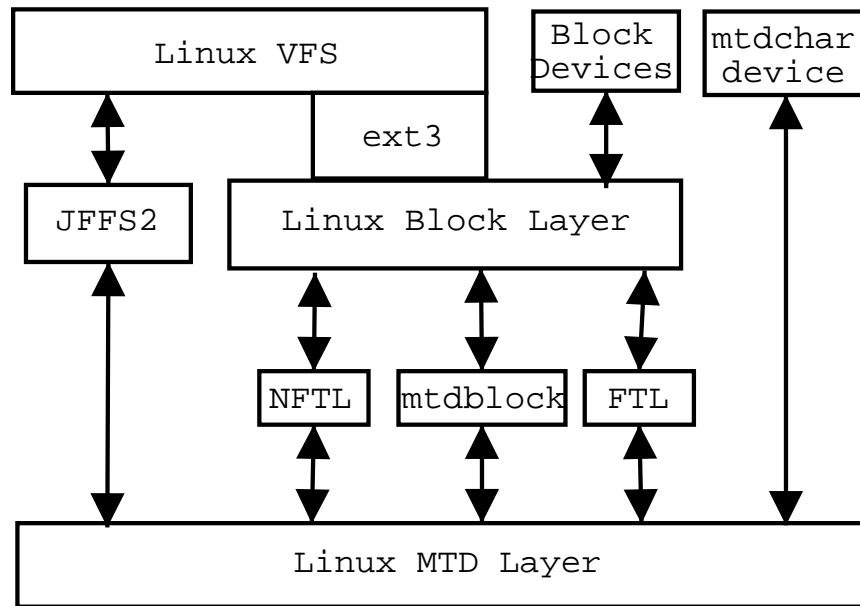 Linux VFS
Block
Devices
mtdchar
device
ext3
JFFS2
Linux Block Layer
NFTL
mtdblock
FTL
Linux MTD Layer